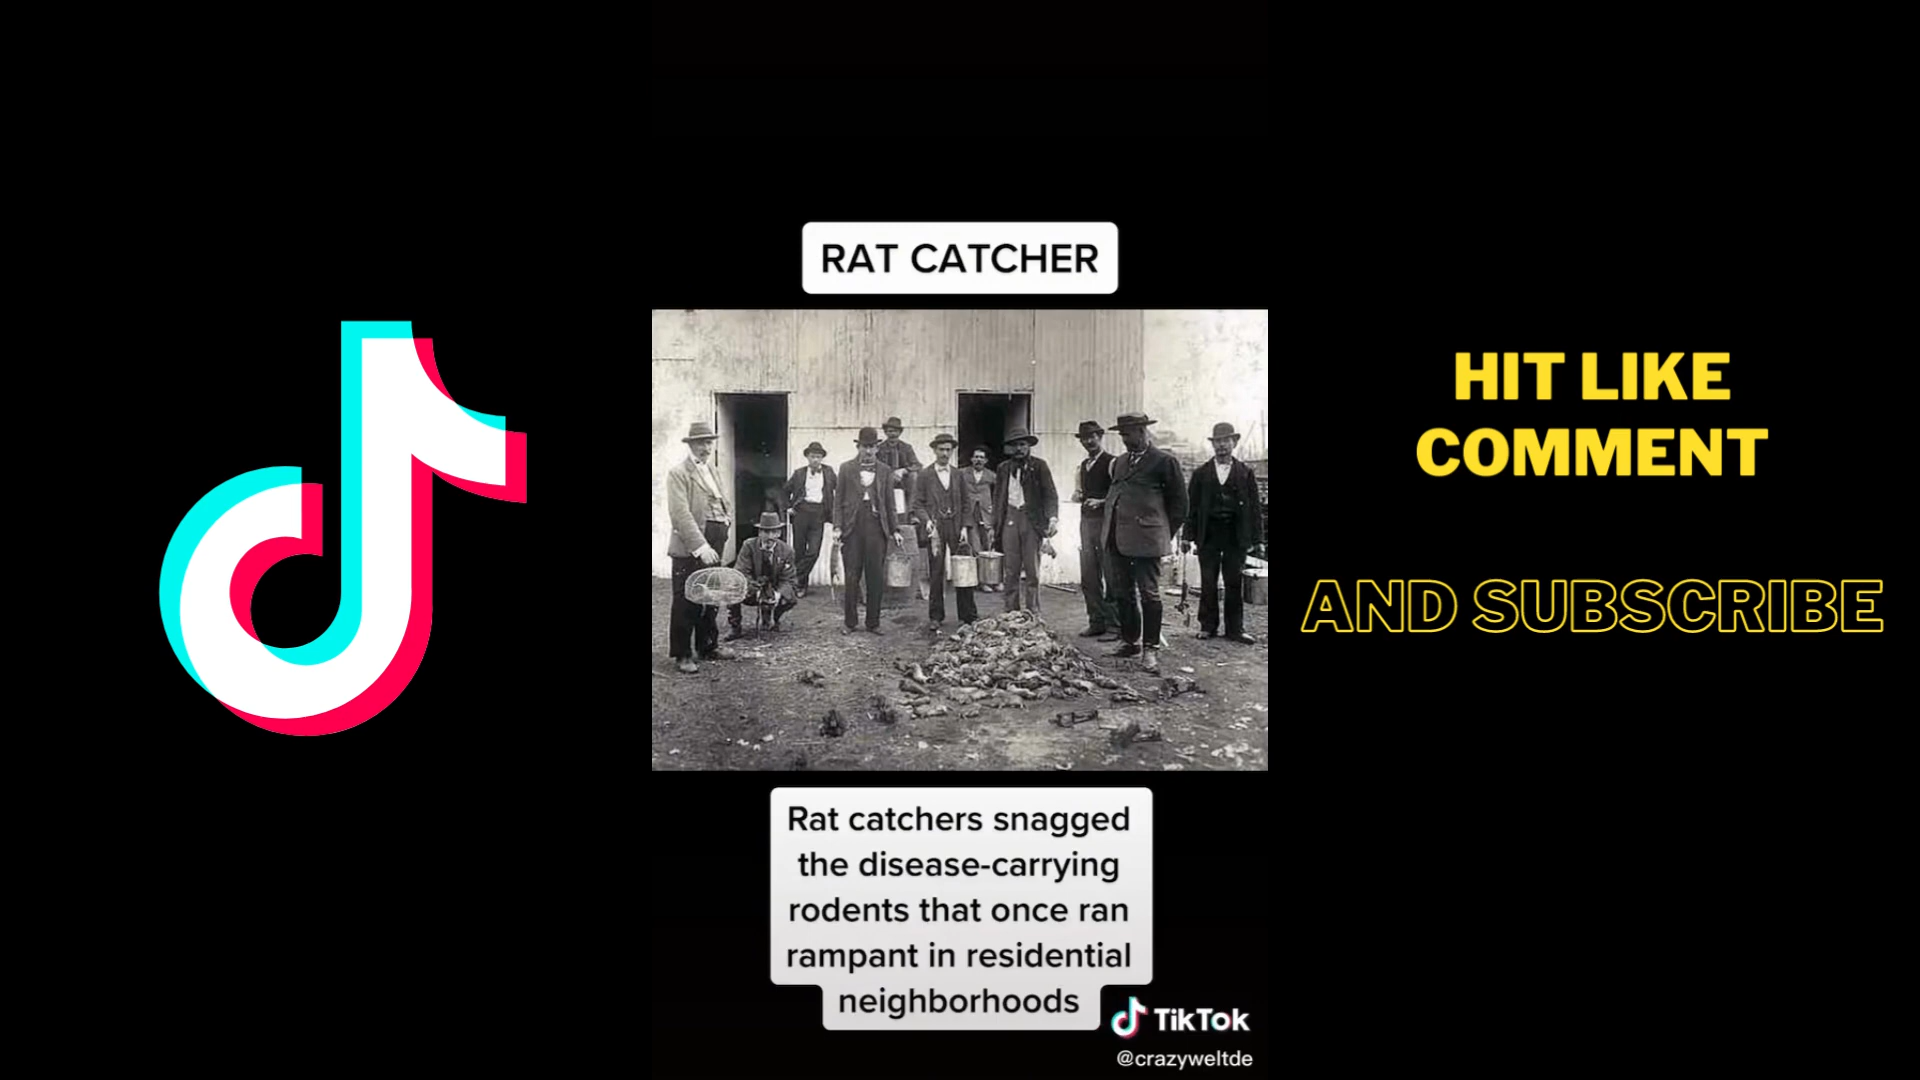 RAT CATCHER
Rat catchers snagged
the disease-carrying
rodents that once ran
rampant in residential
neighborhoods
TikTok
@crazyweltde
HIT LIKE
COMMENT
AND SUBSCRIBE